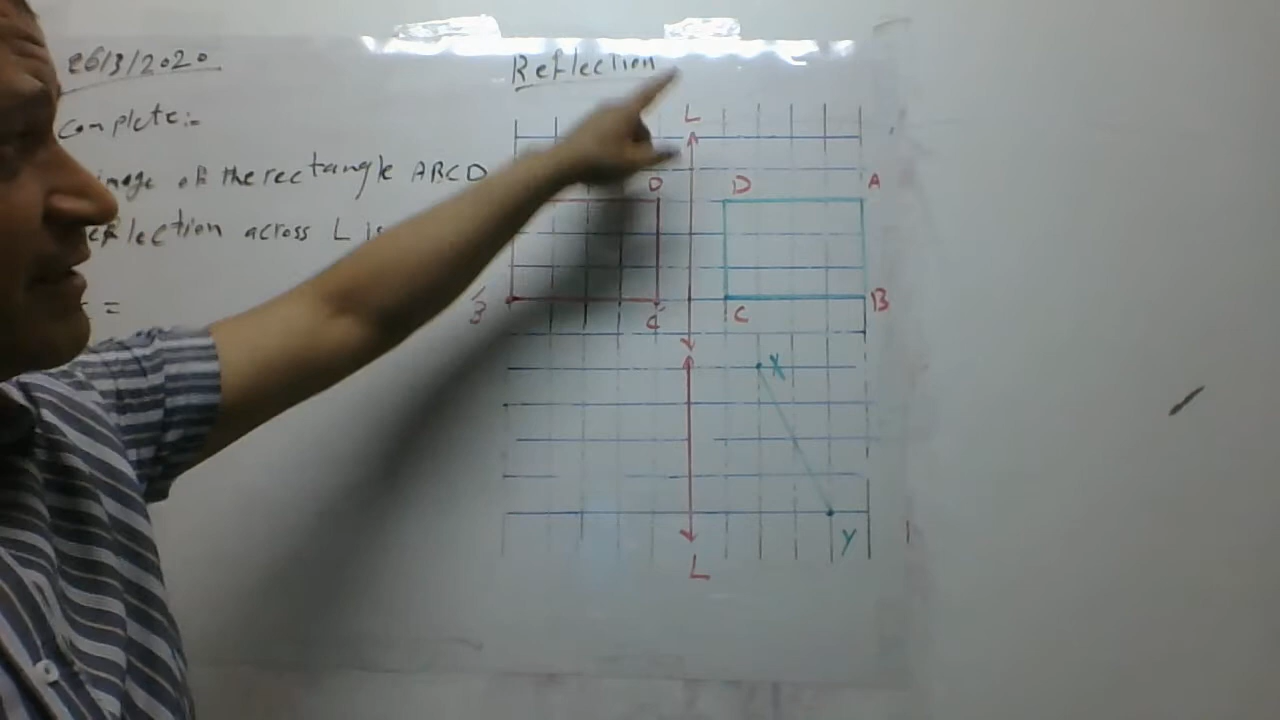 26/3/2020
Reflection
Complete:-
image of the rectangle ABCD
reflection across L is
=
L
D
D
A
B́
Ć
C
B
X
Y
L